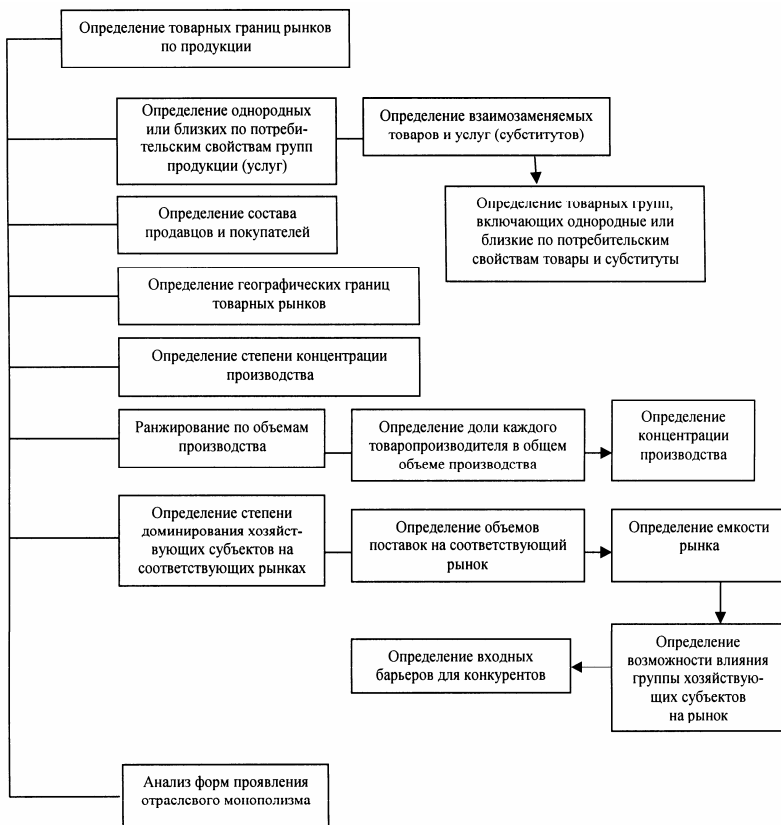 Определение товарных границ рынков
по продукции
Определение однородных
или близких по потреби-
тельским свойствам групп
продукции (услуг)
Определение взаимозаменяемых
товаров и услуг (субститутов)
Определение товарных групп,
включающих однородные или
близкие по потребительским
свойствам товары и субституты
Определение состава
продавцов и покупателей
Определение географических границ
товарных рынков
Определение степени концентрации
производства
Ранжирование по объемам
производства
Определение доли каждого
товаропроизводителя в общем
объеме производства
Определение
концентрации
производства
Определение степени
доминирования хозяйст-
вующих субъектов на
соответствующих рынках
Определение объемов
поставок на соответствующий
рынок
Определение емкости
рынка
Определение
возможности влияния
группы хозяйствую-
щих субъектов
на рынок
Определение входных
барьеров для конкурентов
Анализ форм проявления
отраслевого монополизма